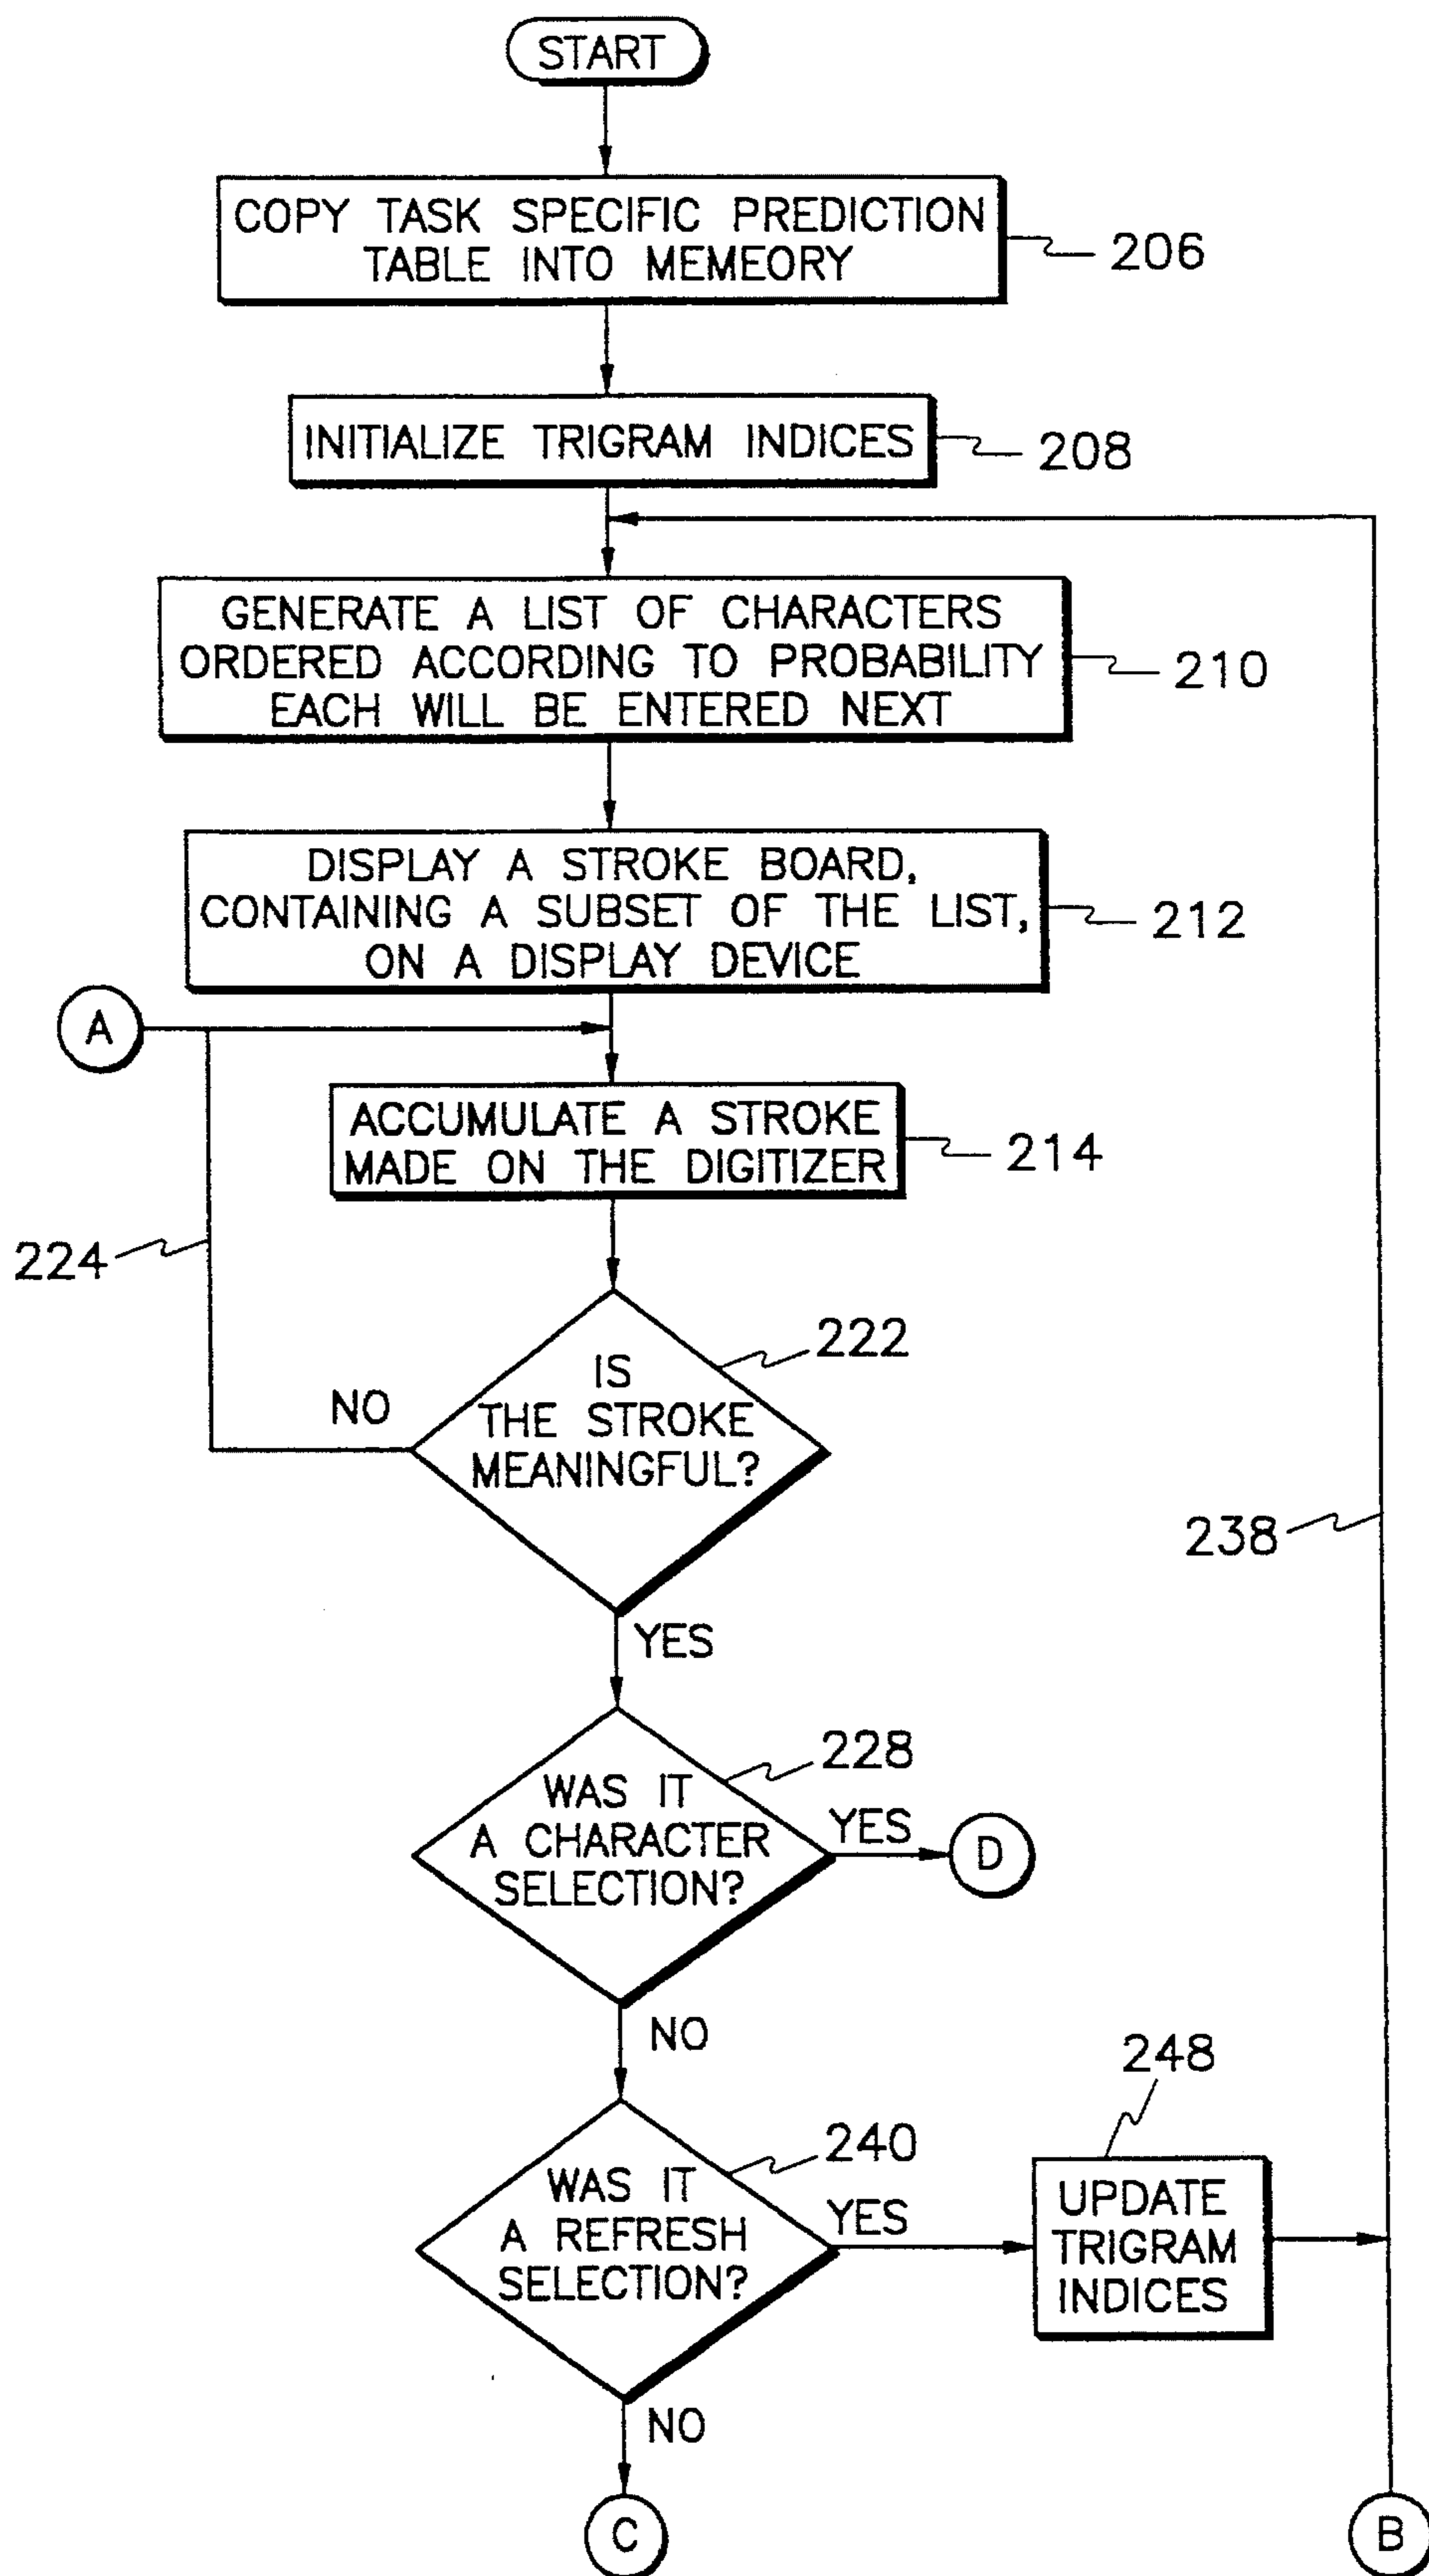 START
COPY TASK SPECIFIC PREDICTION
TABLE INTO MEMEORY
206
INITIALIZE TRIGRAM INDICES
208
GENERATE A LIST OF CHARACTERS
ORDERED ACCORDING TO PROBABILITY
EACH WILL BE ENTERED NEXT
210
DISPLAY A STROKE BOARD,
CONTAINING A SUBSET OF THE LIST,
ON A DISPLAY DEVICE
212
A
ACCUMULATE A STROKE
MADE ON THE DIGITIZER
214
224
IS
THE STROKE
MEANINGFUL?
222
NO
238
YES
WAS IT
A CHARACTER
SELECTION?
228
YES
D
NO
WAS IT
A REFRESH
SELECTION?
240
YES
248
UPDATE
TRIGRAM
INDICES
NO
C
B